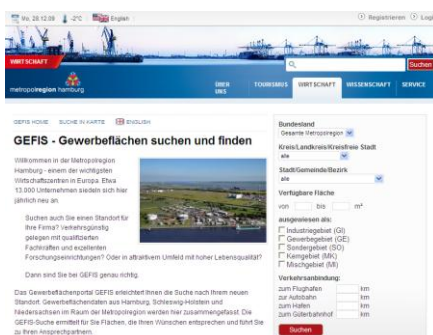 Mo, 28.12.09 -2°C English
Registrieren Login
WIRTSCHAFT
Suchen
metropolregion hamburg
ÜBER UNS TOURISMUS WIRTSCHAFT WISSENSCHAFT SERVICE
GEFIS HOME SUCHE IN KARTE ENGLISH
GEFIS - Gewerbeflächen suchen und finden
Willkommen in der Metropolregion
Hamburg - einem der wichtigsten
Wirtschaftszentren in Europa. Etwa
13.000 Unternehmen siedeln sich hier
jährlich neu an.
Suchen auch Sie einen Standort für
Ihre Firma? Verkehrsgünstig
gelegen mit qualifizierten
Fachkräften und exzellenten
Forschungseinrichtungen? Oder in attraktivem Umfeld mit hoher Lebensqualität?
Dann sind Sie bei GEFIS genau richtig.
Das Gewerbeflächenportal GEFIS erleichtert Ihnen die Suche nach Ihrem neuen
Standort. Gewerbeflächendaten aus Hamburg, Schleswig-Holstein und
Niedersachsen im Raum der Metropolregion werden hier zusammengefasst. Die
GEFIS-Suche ermittelt für Sie Flächen, die Ihren Wünschen entsprechen und führt Sie
zu Ihren Ansprechpartnern.
Bundesland
Gesamte Metropolregion
Kreis/Landkreis/Kreisfreie Stadt
alle
Stadt/Gemeinde/Bezirk
alle
Verfügbare Fläche
von bis m²
ausgewiesen als:
Industriegebiet (GI)
Gewerbegebiet (GE)
Sondergebiet (SO)
Kerngebiet (MK)
Mischgebiet (MI)
Verkehrsanbindung:
zum Flughafen km
zur Autobahn km
zum Hafen km
zum Güterbahnhof km
Suchen